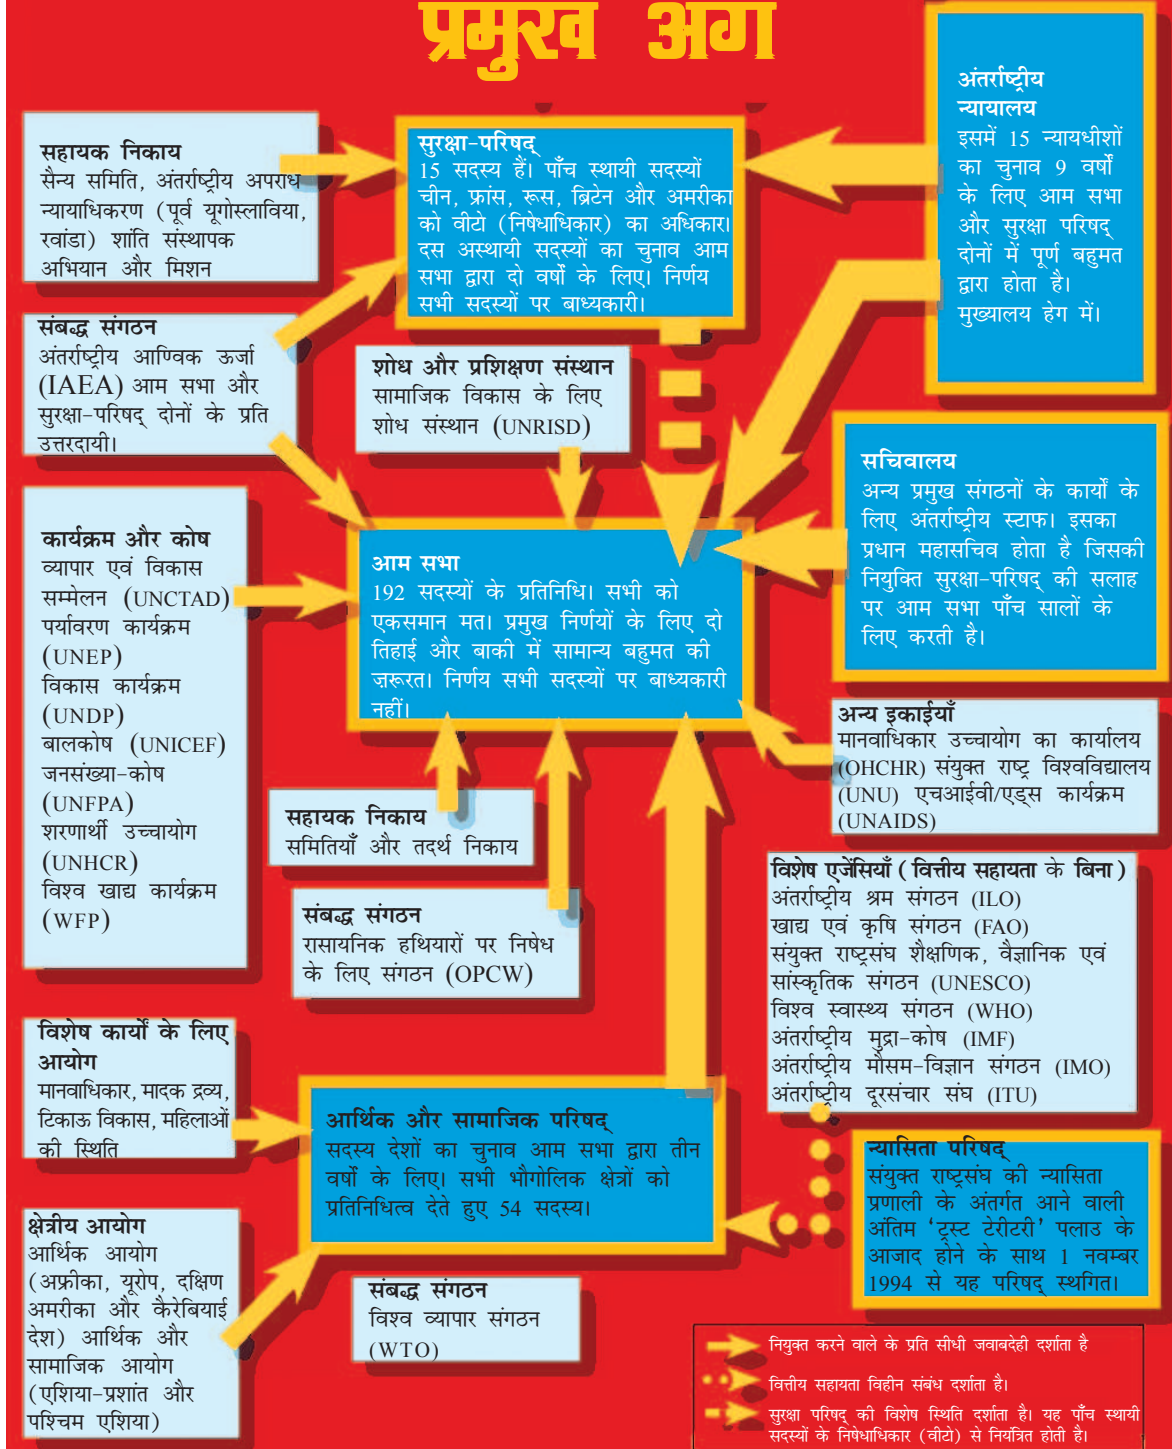 प्रमुख अंग
सहायक निकाय
सैन्य समिति, अंतर्राष्ट्रीय अपराध
न्यायाधिकरण (पूर्व यूगोस्लाविया,
रवांडा) शांति संस्थापक
अभियान और मिशन
सुरक्षा-परिषद्
15 सदस्य हैं। पाँच स्थायी सदस्यों
चीन, फ्रांस, रूस, ब्रिटेन और अमरीका
को वीटो (निषेधाधिकार) का अधिकार।
दस अस्थायी सदस्यों का चुनाव आम
सभा द्वारा दो वर्षों के लिए। निर्णय
सभी सदस्यों पर बाध्यकारी।
अंतर्राष्ट्रीय
न्यायालय
इसमें 15 न्यायधीशों
का चुनाव 9 वर्षों
के लिए आम सभा
और सुरक्षा परिषद्
दोनों में पूर्ण बहुमत
द्वारा होता है।
मुख्यालय हेग में।
संबद्ध संगठन
अंतर्राष्ट्रीय आण्विक ऊर्जा
(IAEA) आम सभा और
सुरक्षा-परिषद् दोनों के प्रति
उत्तरदायी।
शोध और प्रशिक्षण संस्थान
सामाजिक विकास के लिए
शोध संस्थान (UNRISD)
सचिवालय
अन्य प्रमुख संगठनों के कार्यों के
लिए अंतर्राष्ट्रीय स्टाफ। इसका
प्रधान महासचिव होता है जिसकी
नियुक्ति सुरक्षा-परिषद् की सलाह
पर आम सभा पाँच सालों के
लिए करती है।
कार्यक्रम और कोष
व्यापार एवं विकास
सम्मेलन (UNCTAD)
पर्यावरण कार्यक्रम
(UNEP)
विकास कार्यक्रम
(UNDP)
बालकोष (UNICEF)
जनसंख्या-कोष
(UNFPA)
शरणार्थी उच्चायोग
(UNHCR)
विश्व खाद्य कार्यक्रम
(WFP)
आम सभा
192 सदस्यों के प्रतिनिधि। सभी को
एकसमान मत। प्रमुख निर्णयों के लिए दो
तिहाई और बाकी में सामान्य बहुमत की
जरूरत। निर्णय सभी सदस्यों पर बाध्यकारी
नहीं।
अन्य इकाईयाँ
मानवाधिकार उच्चायोग का कार्यालय
(OHCHR) संयुक्त राष्ट्र विश्वविद्यालय
(UNU) एचआईवी/एड्स कार्यक्रम
(UNAIDS)
सहायक निकाय
समितियाँ और तदर्थ निकाय
संबद्ध संगठन
रासायनिक हथियारों पर निषेध
के लिए संगठन (OPCW)
विशेष एजेंसियाँ (वित्तीय सहायता के बिना)
अंतर्राष्ट्रीय श्रम संगठन (ILO)
खाद्य एवं कृषि संगठन (FAO)
संयुक्त राष्ट्रसंघ शैक्षणिक, वैज्ञानिक एवं
सांस्कृतिक संगठन (UNESCO)
विश्व स्वास्थ्य संगठन (WHO)
अंतर्राष्ट्रीय मुद्रा-कोष (IMF)
अंतर्राष्ट्रीय मौसम-विज्ञान संगठन (IMO)
अंतर्राष्ट्रीय दूरसंचार संघ (ITU)
विशेष कार्यों के लिए
आयोग
मानवाधिकार, मादक द्रव्य,
टिकाऊ विकास, महिलाओं
की स्थिति
आर्थिक और सामाजिक परिषद्
सदस्य देशों का चुनाव आम सभा द्वारा तीन
वर्षों के लिए। सभी भौगोलिक क्षेत्रों को
प्रतिनिधित्व देते हुए 54 सदस्य।
न्यासिता परिषद्
संयुक्त राष्ट्रसंघ की न्यासिता
प्रणाली के अंतर्गत आने वाली
अंतिम ‘ट्रस्ट टेरीटरी’ पलाउ के
आजाद होने के साथ 1 नवम्बर
1994 से यह परिषद् स्थगित।
क्षेत्रीय आयोग
आर्थिक आयोग
(अफ्रीका, यूरोप, दक्षिण
अमरीका और कैरेबियाई
देश) आर्थिक और
सामाजिक आयोग
(एशिया-प्रशांत और
पश्चिम एशिया)
संबद्ध संगठन
विश्व व्यापार संगठन
(WTO)
नियुक्त करने वाले के प्रति सीधी जवाबदेही दर्शाता है
वित्तीय सहायता विहीन संबंध दर्शाता है।
सुरक्षा परिषद् की विशेष स्थिति दर्शाता है। यह पाँच स्थायी
सदस्यों के निषेधाधिकार (वीटो) से नियंत्रित होती है।